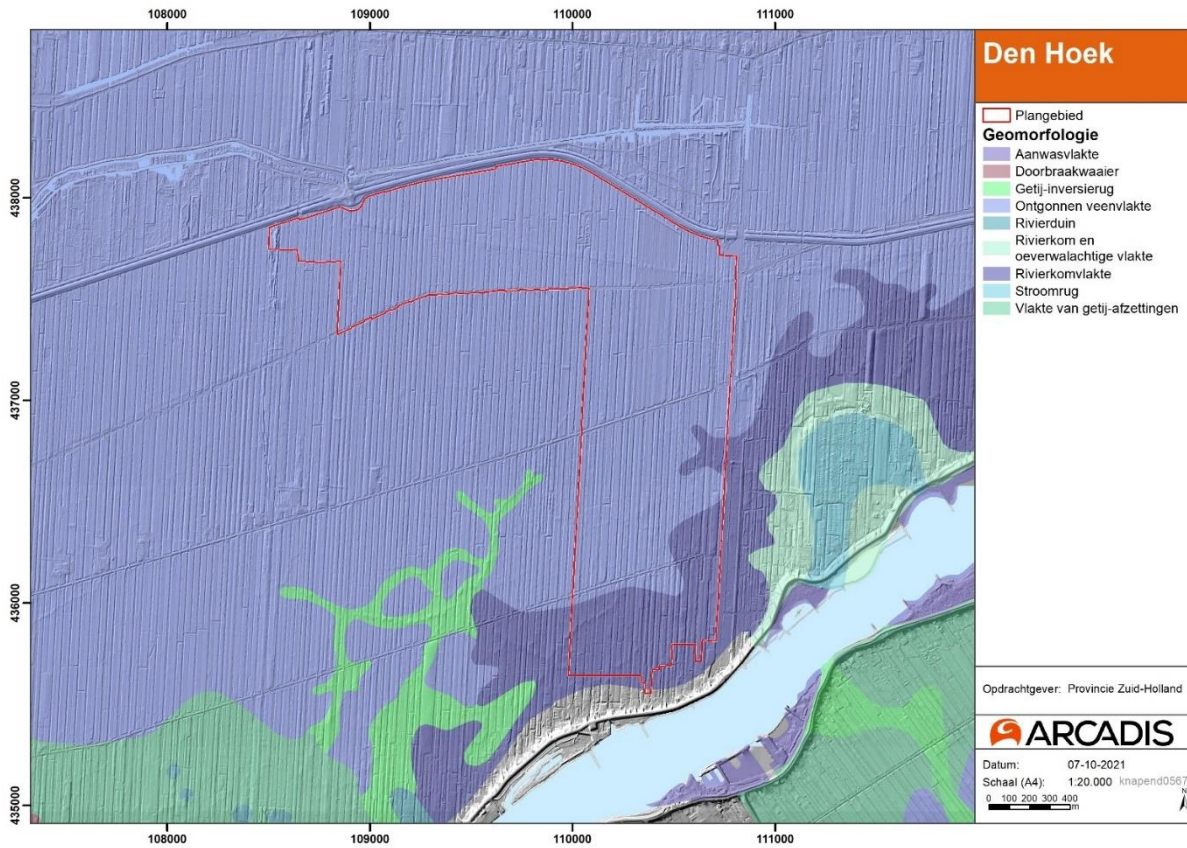 108000 109000 110000 111000
Den Hoek
Plangebied
Geomorfologie
Aanwasvlakte
Doorbraakwaaier
Getij-inversierug
Ontgonnen veenvlakte
Rivierduin
Rivierkom en
oeverwalachtige vlakte
Rivierkomvlakte
Stroomrug
Vlakte van getij-afzettingen
438000
437000
436000
435000
Opdrachtgever: Provincie Zuid-Holland
ARCADIS
Datum: 07-10-2021
Schaal (A4): 1:20.000 knapend0567
N
0 100 200 300 400
m
108000 109000 110000 111000